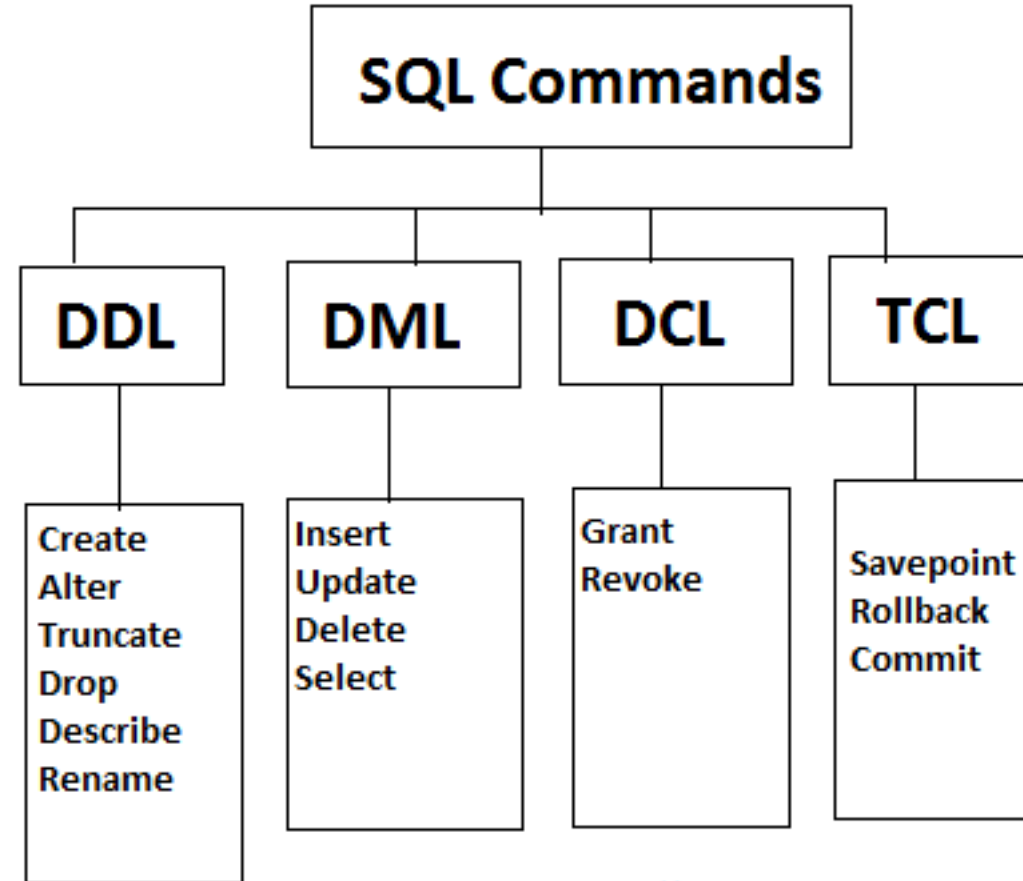 SQL Commands
DDL
DML
DCL
TCL
Create
Alter
Truncate
Drop
Describe
Rename
Insert
Update
Delete
Select
Grant
Revoke
Savepoint
Rollback
Commit